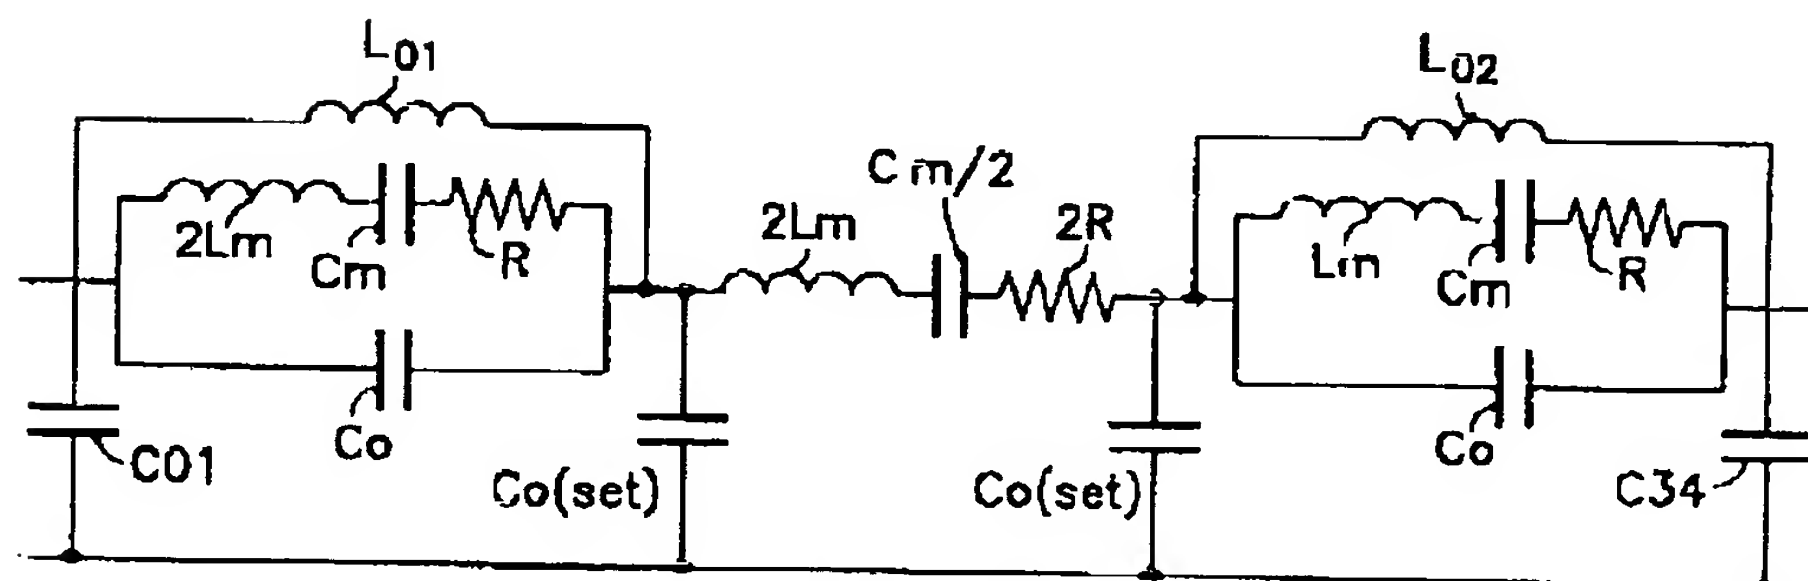 L01
L02
Cm/2
2Lm
Cm
R
2Lm
2R
Lm
Cm
R
Co
C01
Co(set)
Co(set)
Co
C34